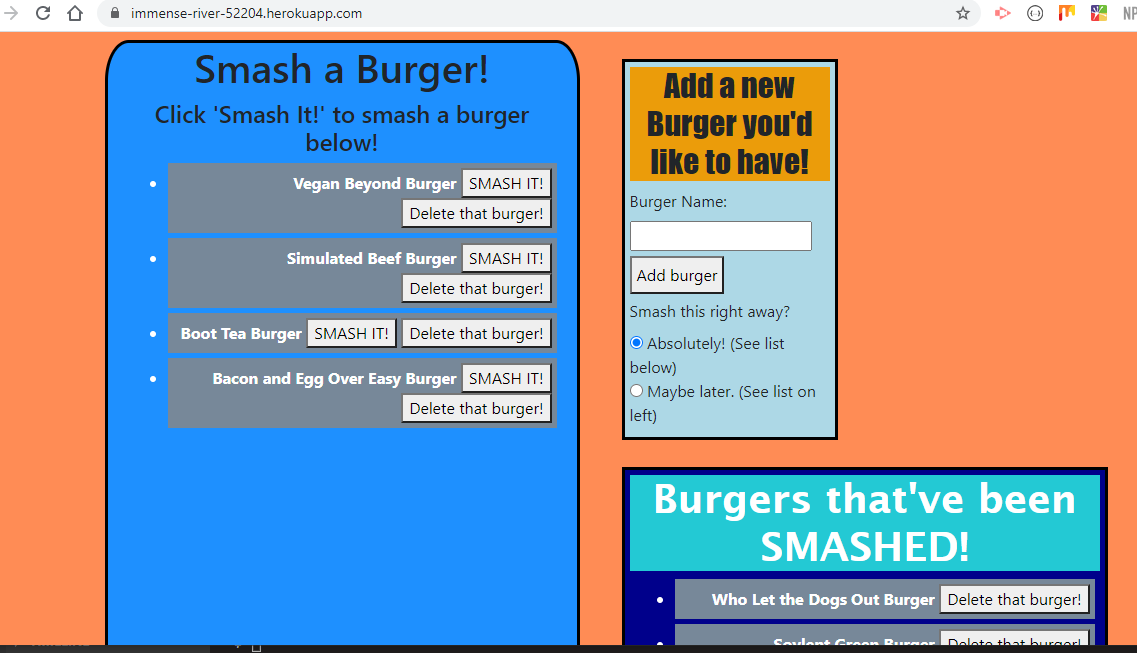 immense-river-52204.herokuapp.com
Smash a Burger!
Click 'Smash It!' to smash a burger
below!
Vegan Beyond Burger SMASH IT!
Delete that burger!
Simulated Beef Burger SMASH IT!
Delete that burger!
Boot Tea Burger SMASH IT! Delete that burger!
Bacon and Egg Over Easy Burger SMASH IT!
Delete that burger!
Add a new
Burger you'd
like to have!
Burger Name:
Add burger
Smash this right away?
Absolutely! (See list
below)
Maybe later. (See list on
left)
Burgers that've been
SMASHED!
Who Let the Dogs Out Burger Delete that burger!
Soylent Green Burger Delete that burger!